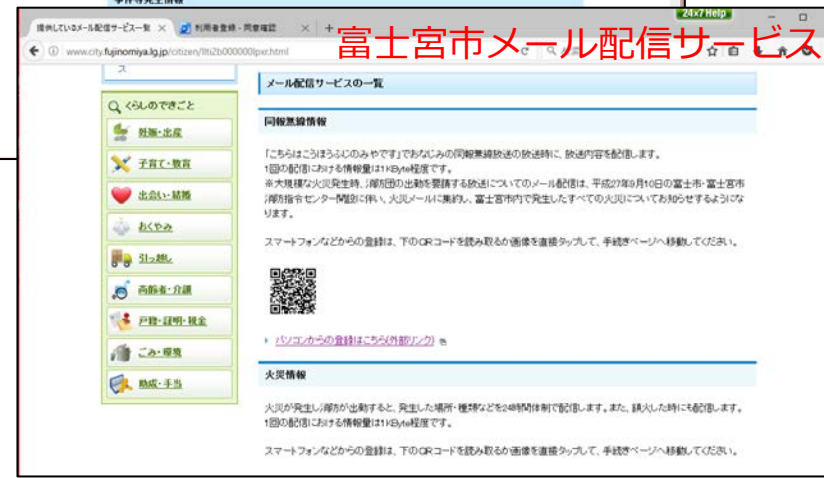 事件等発生情報
24x7 Help
提供しているメール配信サービス一覧 × 利用者登録・同意確認 × +
富士宮市メール配信サービス
www.city.fujinomiya.lg.jp/citizen/llti2b000000lpxr.html
ス
メール配信サービスの一覧
くらしのできごと
妊娠・出産
子育て・教育
出会い・結婚
おくやみ
引っ越し
高齢者・介護
戸籍・証明・税金
ごみ・環境
助成・手当
同報無線情報
「こちらはこうほうふじのみやです」でおなじみの同報無線放送の放送時に、放送内容を配信します。
1回の配信における情報量は1KByte程度です。
※大規模な火災発生時、消防団の出動を要請する放送についてのメール配信は、平成27年9月10日の富士市・富士宮市
消防指令センター開設に伴い、火災メールに集約し、富士宮市内で発生したすべての火災についてお知らせするようにな
ります。
スマートフォンなどからの登録は、下のQRコードを読み取るか画像を直接タップして、手続きページへ移動してください。
パソコンからの登録はこちら(外部リンク)
火災情報
火災が発生し消防が出動すると、発生した場所・種類などを24時間体制で配信します。また、鎮火した時にも配信します。
1回の配信における情報量は1KByte程度です。
スマートフォンなどからの登録は、下のQRコードを読み取るか画像を直接タップして、手続きページへ移動してください。